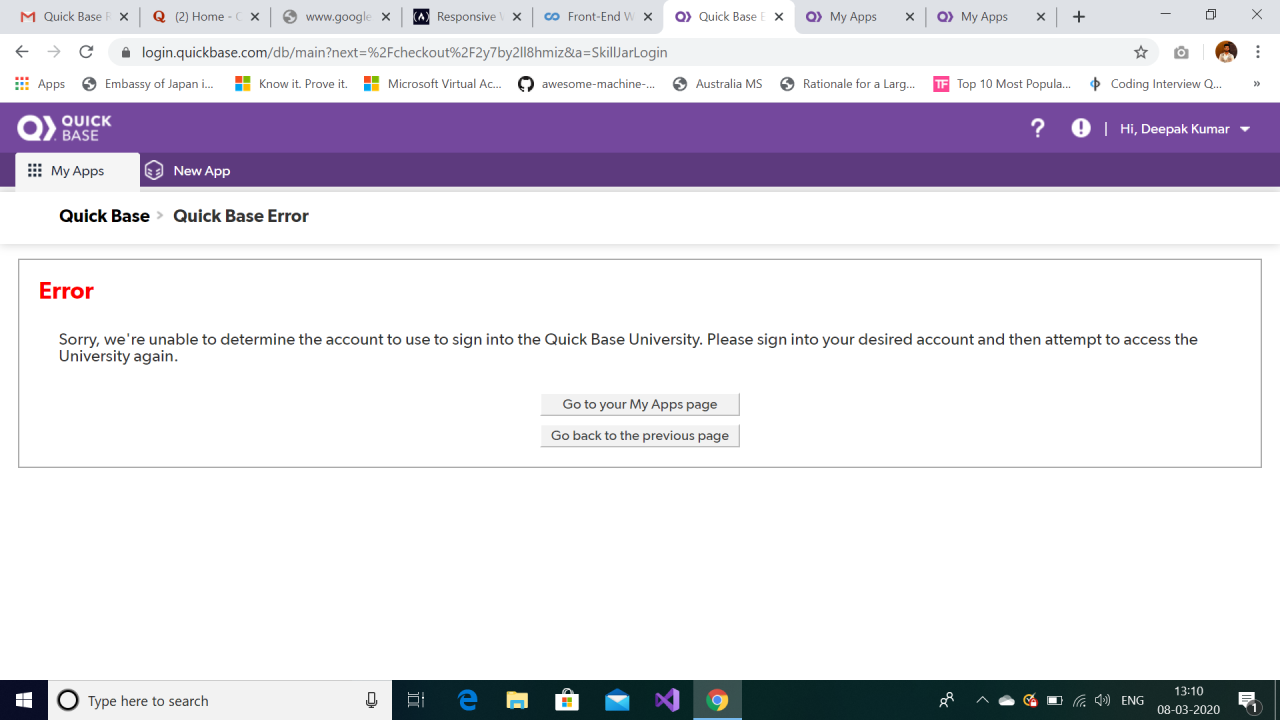 Quick Base
(2) Home -
www.google
Responsive
Front-End
Quick Base
My Apps
My Apps
login.quickbase.com/db/main?next=%2Fcheckout%2F2y7by2ll8hmiz&a=SkillJarLogin
Apps
Embassy of Japan i...
Know it. Prove it.
Microsoft Virtual Ac...
awesome-machine-...
Australia MS
Rationale for a Larg...
Top 10 Most Popula...
Coding Interview Q...
»
QUICK
BASE
Hi, Deepak Kumar
My Apps
New App
Quick Base > Quick Base Error
Error
Sorry, we're unable to determine the account to use to sign into the Quick Base University. Please sign into your desired account and then attempt to access the
University again.
Go to your My Apps page
Go back to the previous page
Type here to search
ENG
13:10
08-03-2020
1